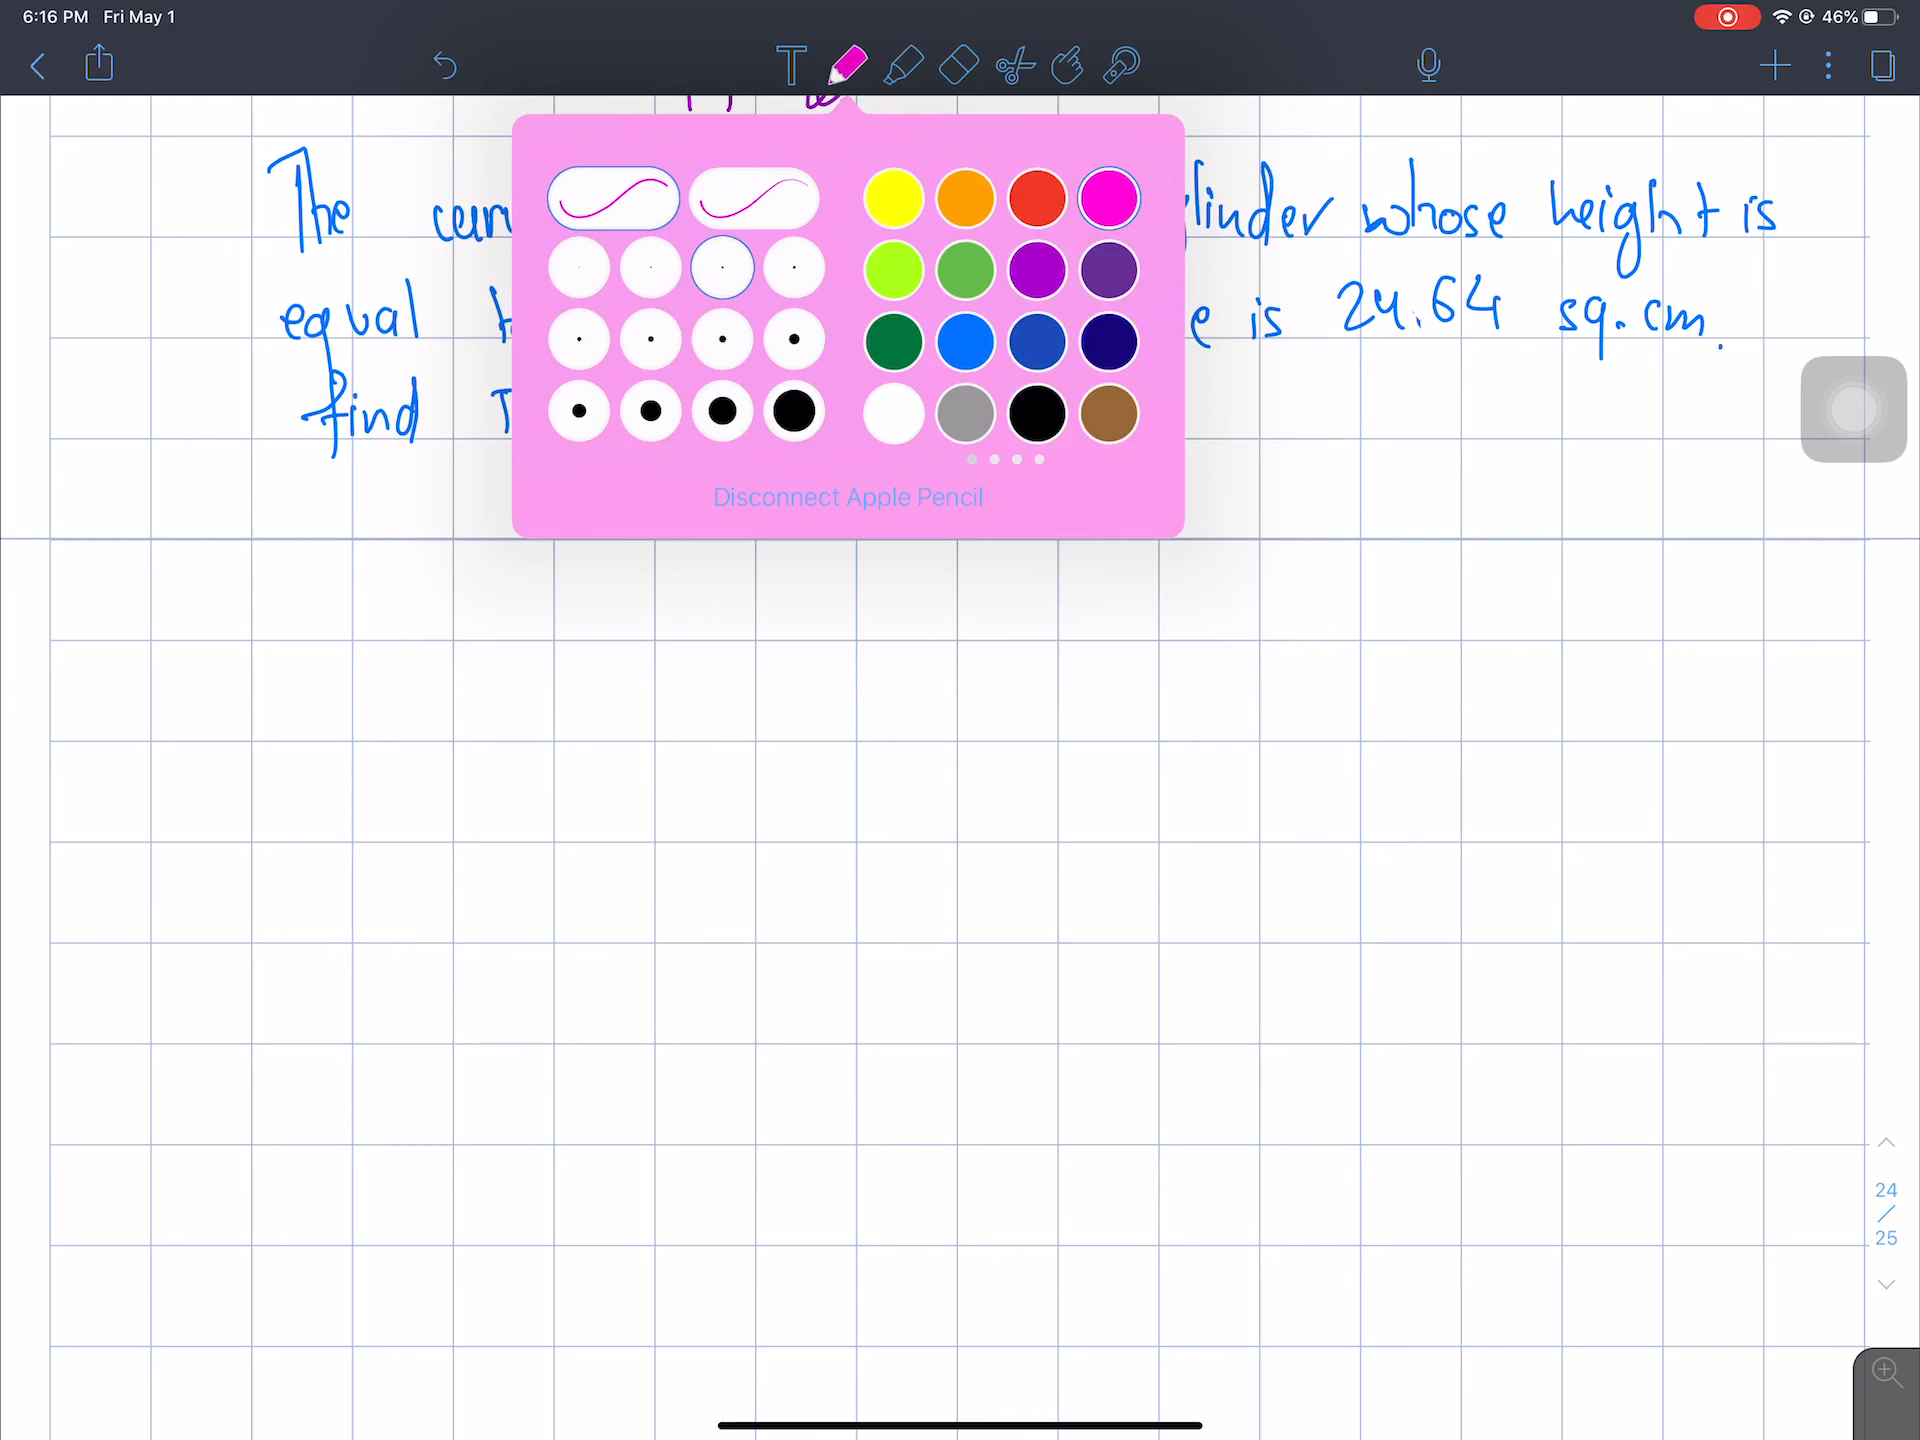 6:16 PM Fri May 1
46%
The linder whose height is
equal e is 24.64 sq.cm.
find
Disconnect Apple Pencil
24
/
25